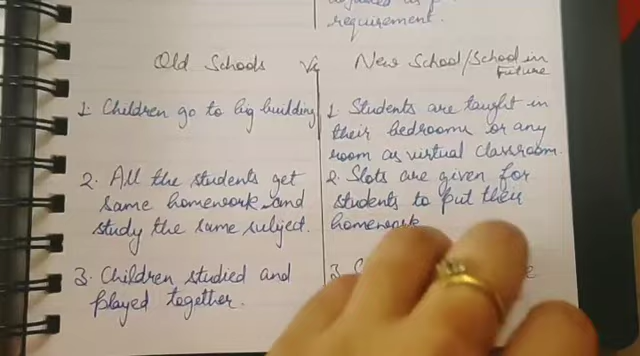 requirement.
Old Schools Vs New School/School in
Future
1. Children go to big building
2. All the students get
same homework and
study the same subject.
3. Children studied and
played together.
1. Students are taught in
their bedrooms or any
room as virtual classroom.
2. Slots are given for
students to put their
homework
3.